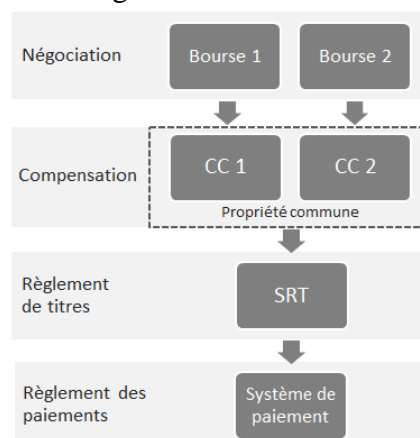 Négociation
Bourse 1
Bourse 2
Compensation
CC 1
CC 2
Propriété commune
Règlement
de titres
SRT
Règlement des
paiements
Système de
paiement